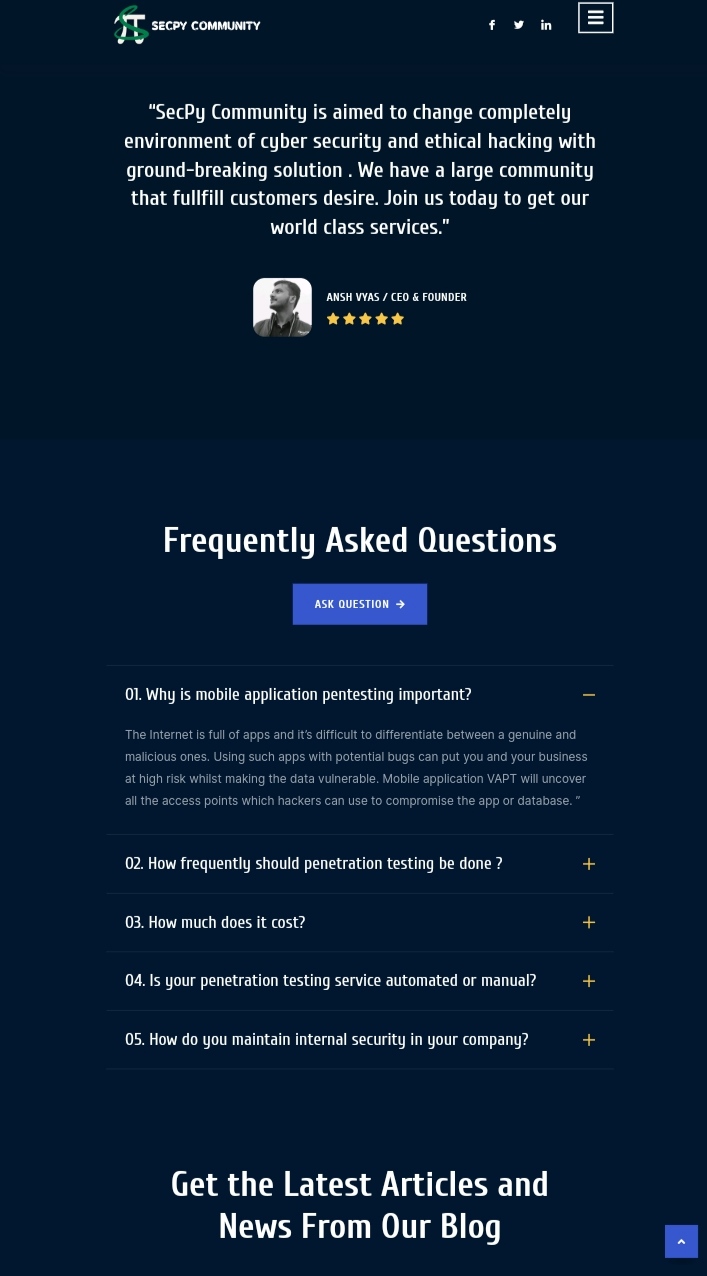 SECPY COMMUNITY
“SecPy Community is aimed to change completely
environment of cyber security and ethical hacking with
ground-breaking solution . We have a large community
that fullfill customers desire. Join us today to get our
world class services.”
ANSH VYAS / CEO & FOUNDER
Frequently Asked Questions
ASK QUESTION →
01. Why is mobile application pentesting important?
The Internet is full of apps and it’s difficult to differentiate between a genuine and
malicious ones. Using such apps with potential bugs can put you and your business
at high risk whilst making the data vulnerable. Mobile application VAPT will uncover
all the access points which hackers can use to compromise the app or database. ”
02. How frequently should penetration testing be done ?
03. How much does it cost?
04. Is your penetration testing service automated or manual?
05. How do you maintain internal security in your company?
Get the Latest Articles and
News From Our Blog